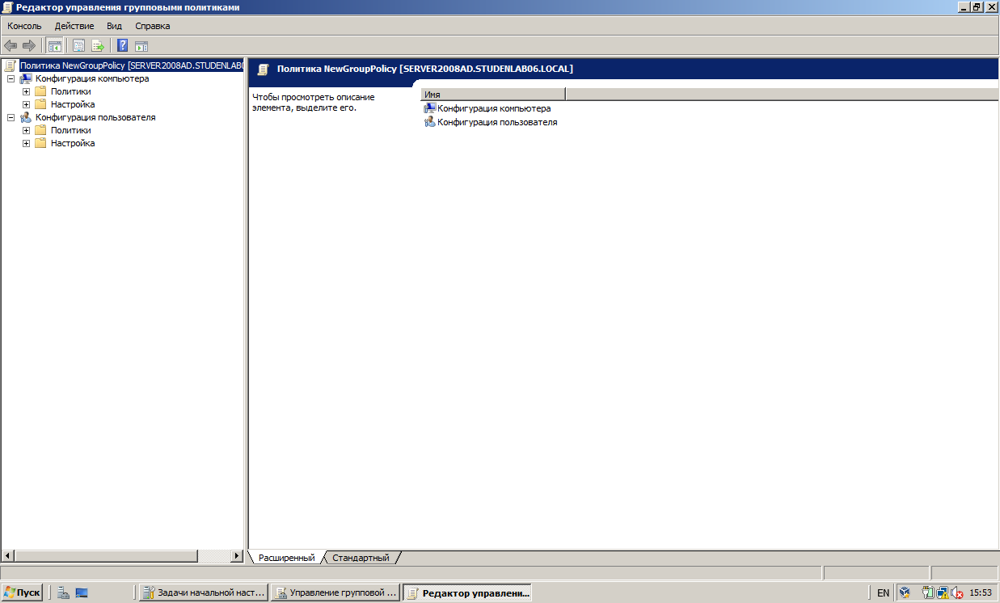 Редактор управления групповыми политиками
Консоль Действие Вид Справка
Политика NewGroupPolicy [SERVER2008AD.STUDENLAB0
Конфигурация компьютера
Политики
Настройка
Конфигурация пользователя
Политики
Настройка
Политика NewGroupPolicy [SERVER2008AD.STUDENLAB06.LOCAL]
Чтобы просмотреть описание
элемента, выделите его.
Имя
Конфигурация компьютера
Конфигурация пользователя
Расширенный Стандартный
Пуск Задачи начальной наст... Управление групповой ... Редактор управлени... EN 15:53